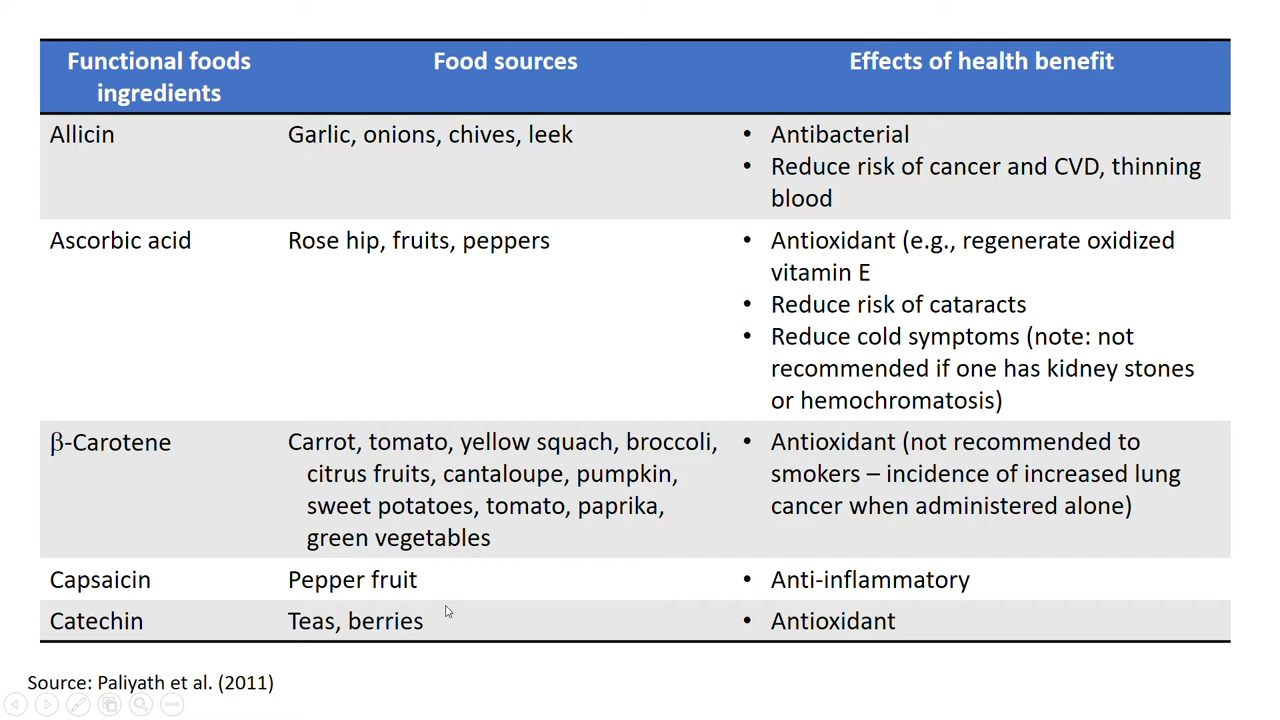 Functional foods ingredients | Food sources | Effects of health benefit
Allicin
Garlic, onions, chives, leek
• Antibacterial
• Reduce risk of cancer and CVD, thinning
blood
Ascorbic acid
Rose hip, fruits, peppers
• Antioxidant (e.g., regenerate oxidized
vitamin E
• Reduce risk of cataracts
• Reduce cold symptoms (note: not
recommended if one has kidney stones
or hemochromatosis)
β-Carotene
Carrot, tomato, yellow squach, broccoli,
citrus fruits, cantaloupe, pumpkin,
sweet potatoes, tomato, paprika,
green vegetables
• Antioxidant (not recommended to
smokers – incidence of increased lung
cancer when administered alone)
Capsaicin
Pepper fruit
• Anti-inflammatory
Catechin
Teas, berries
• Antioxidant
Source: Paliyath et al. (2011)